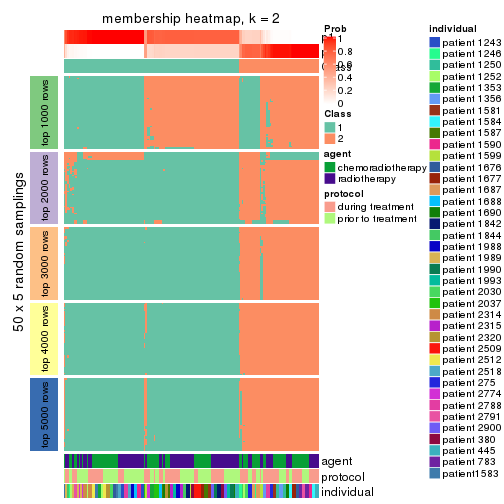 membership heatmap, k = 2
50 x 5 random samplings
top 1000 rows
top 2000 rows
top 3000 rows
top 4000 rows
top 5000 rows
agent
protocol
individual
Prob
1
0.8
0.6
0.4
0.2
0
Class
1
2
agent
chemoradiotherapy
radiotherapy
protocol
during treatment
prior to treatment
individual
patient 1243
patient 1246
patient 1250
patient 1252
patient 1353
patient 1356
patient 1581
patient 1584
patient 1587
patient 1590
patient 1599
patient 1676
patient 1677
patient 1687
patient 1688
patient 1690
patient 1842
patient 1844
patient 1988
patient 1989
patient 1990
patient 1993
patient 2030
patient 2037
patient 2314
patient 2315
patient 2320
patient 2509
patient 2512
patient 2518
patient 275
patient 2774
patient 2788
patient 2791
patient 2900
patient 380
patient 445
patient 783
patient1583